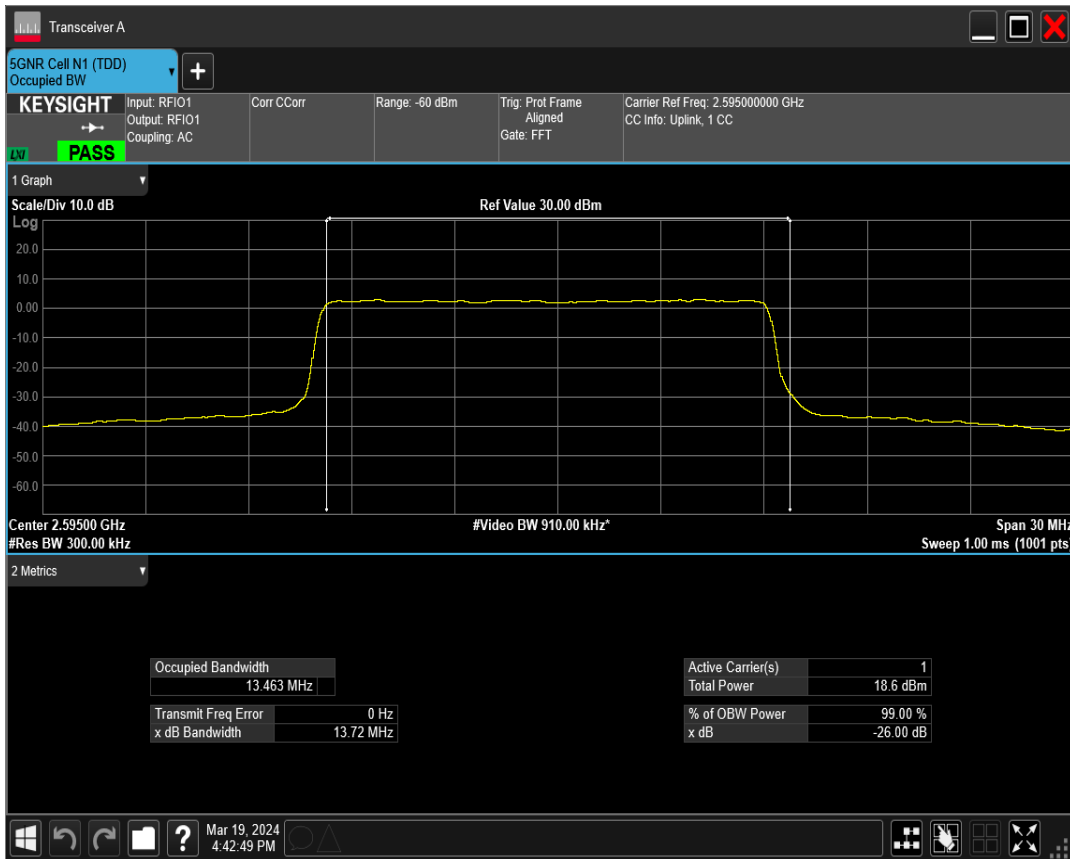 Transceiver A
5GNR Cell N1 (TDD)
Occupied BW
+
KEYSIGHT
LXI
PASS
Input: RFIO1
Output: RFIO1
Coupling: AC
Corr CCorr
Range: -60 dBm
Trig: Prot Frame
Aligned
Gate: FFT
Carrier Ref Freq: 2.595000000 GHz
CC Info: Uplink, 1 CC
1 Graph
Scale/Div 10.0 dB
Ref Value 30.00 dBm
Log
20.0
10.0
0.00
-10.0
-20.0
-30.0
-40.0
-50.0
-60.0
Center 2.59500 GHz
#Video BW 910.00 kHz*
Span 30 MHz
#Res BW 300.00 kHz
Sweep 1.00 ms (1001 pts)
2 Metrics
Occupied Bandwidth
13.463 MHz
Transmit Freq Error 0 Hz
x dB Bandwidth 13.72 MHz
Active Carrier(s) 1
Total Power 18.6 dBm
% of OBW Power 99.00 %
x dB -26.00 dB
?
Mar 19, 2024
4:42:49 PM